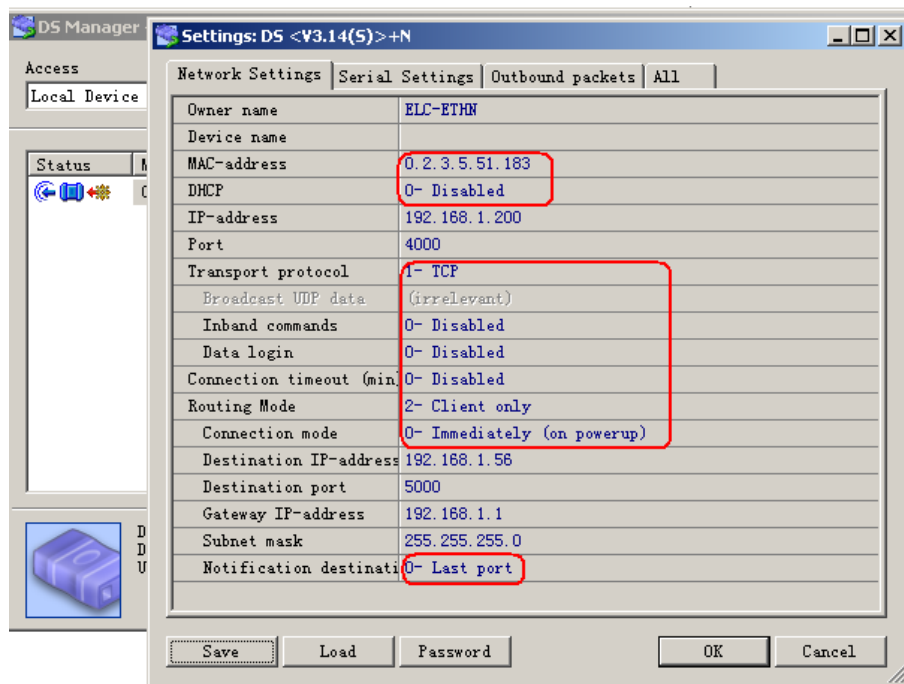 DS Manager
Settings: DS <V3.14(S)>+N
Access
Local Device
Network Settings Serial Settings Outbound packets All
Status
Owner name ELC-ETHN
Device name
MAC-address 0.2.3.5.51.183
DHCP 0- Disabled
IP-address 192.168.1.200
Port 4000
Transport protocol 1- TCP
Broadcast UDP data (irrelevant)
Inband commands 0- Disabled
Data login 0- Disabled
Connection timeout (min 0- Disabled
Routing Mode 2- Client only
Connection mode 0- Immediately (on powerup)
Destination IP-address 192.168.1.56
Destination port 5000
Gateway IP-address 192.168.1.1
Subnet mask 255.255.255.0
Notification destinati 0- Last port
D
D
U
Save Load Password OK Cancel